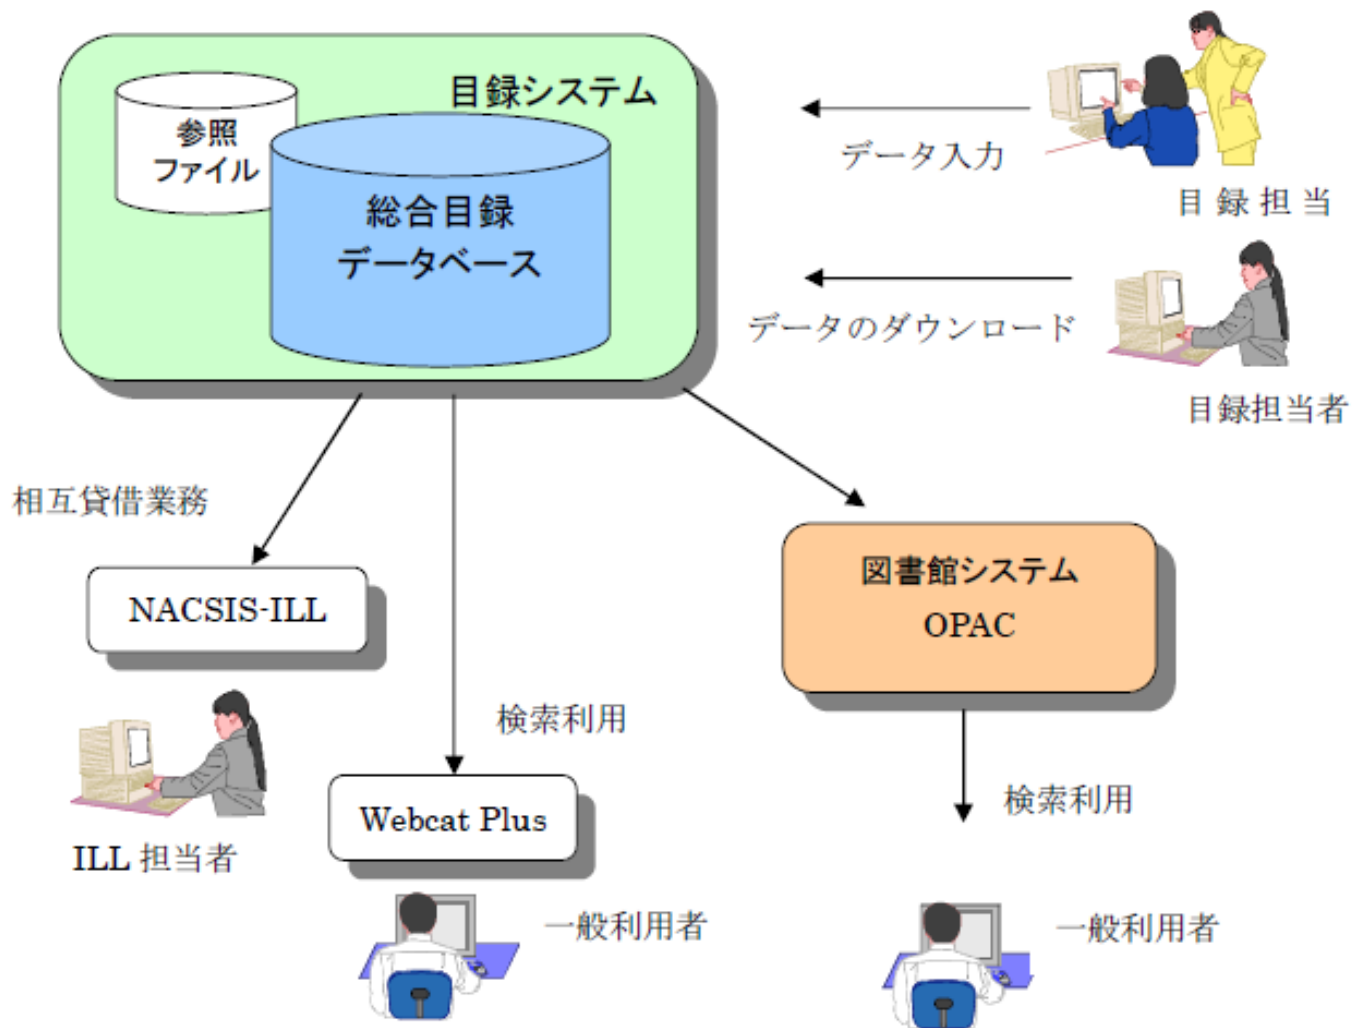 目録システム
参照
ファイル
総合目録
データベース
データ入力
目録担当
データのダウンロード
目録担当者
相互貸借業務
NACSIS-ILL
図書館システム
OPAC
検索利用
Webcat Plus
検索利用
ILL 担当者
一般利用者
一般利用者